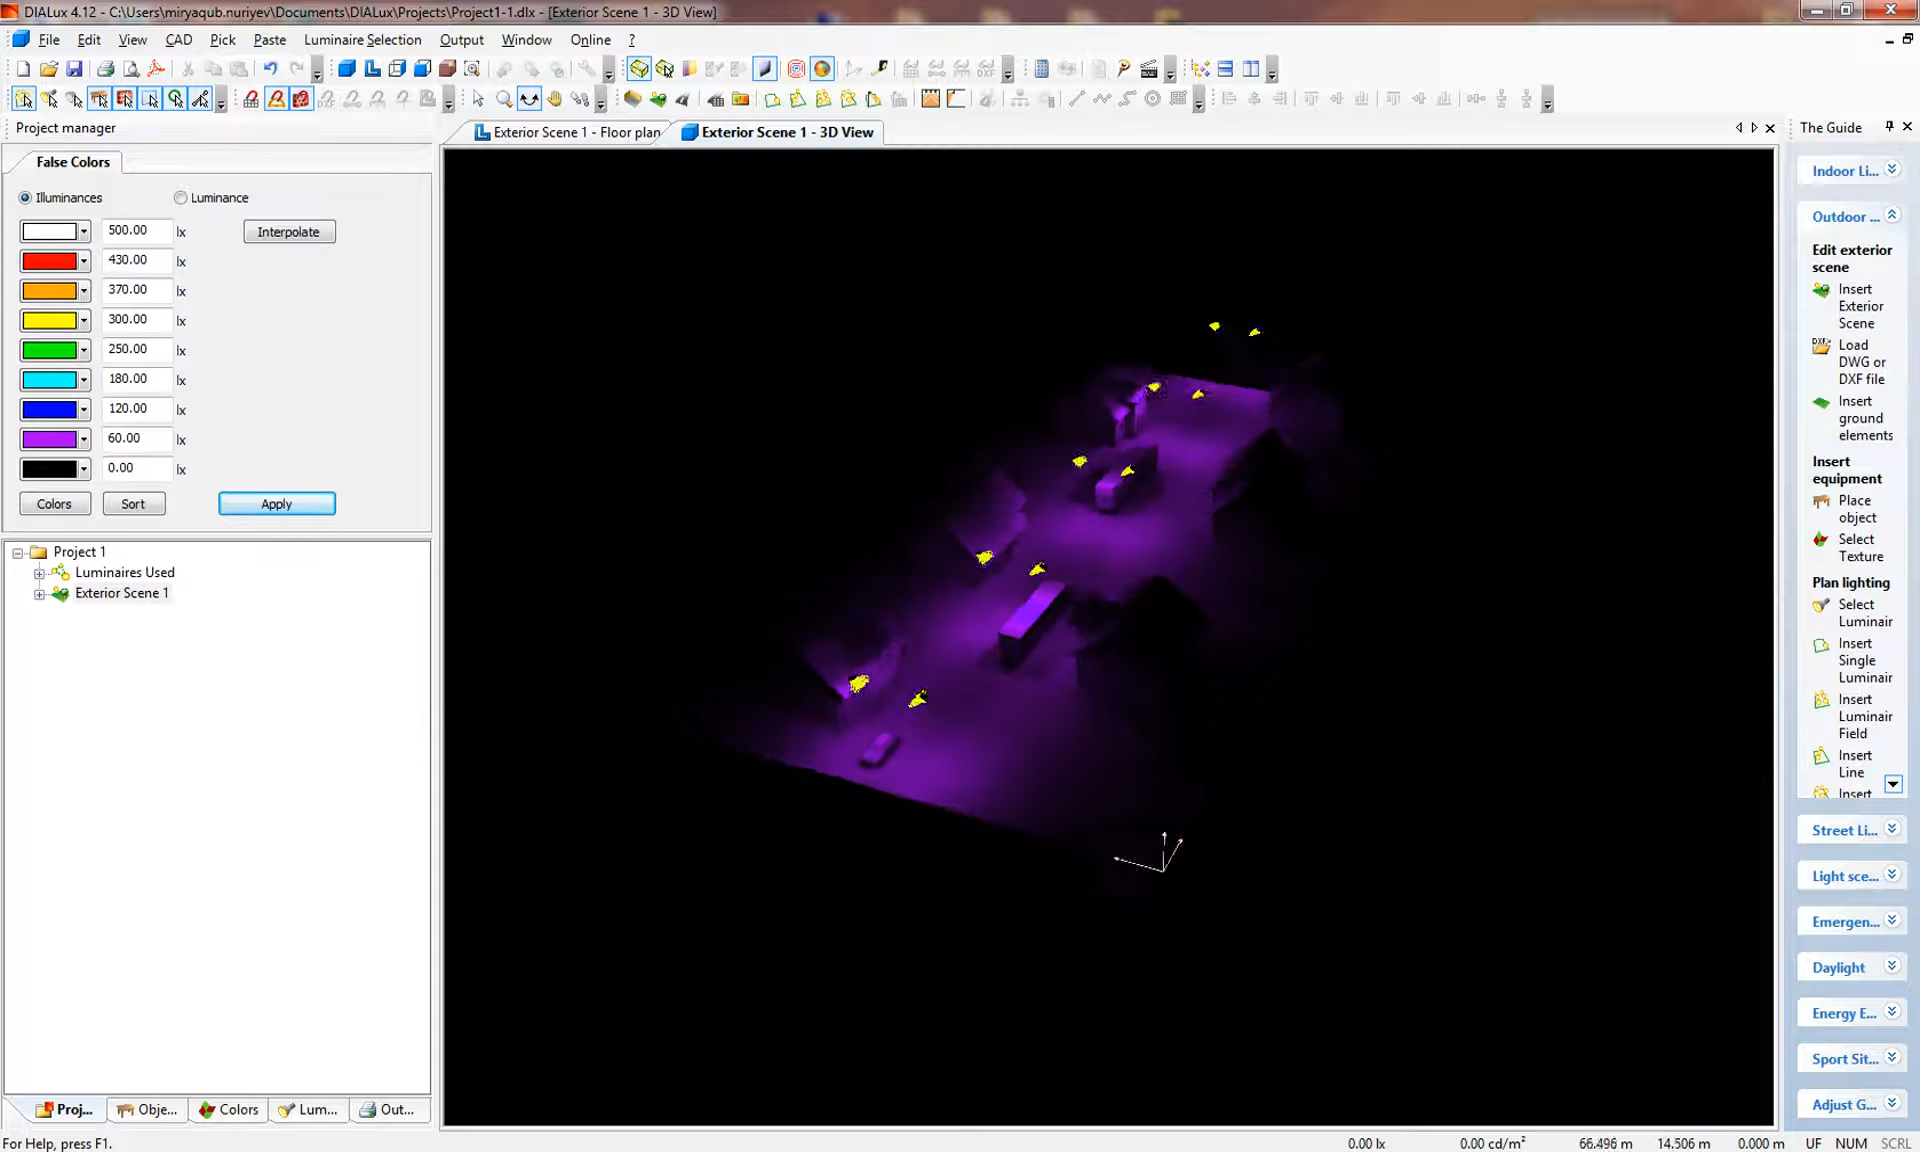 DIALux 4.12 - C:\Users\miryaqub.nuriyev\Documents\DIALux\Projects\Project1-1.dlx - [Exterior Scene 1 - 3D View]
File Edit View CAD Pick Paste Luminaire Selection Output Window Online ?
Project manager
False Colors
Illuminances Luminance
500.00 lx Interpolate
430.00 lx
370.00 lx
300.00 lx
250.00 lx
180.00 lx
120.00 lx
60.00 lx
0.00 lx
Colors Sort Apply
Project 1
Luminaires Used
Exterior Scene 1
Proj... Obje... Colors Lum... Out...
Exterior Scene 1 - Floor plan Exterior Scene 1 - 3D View
The Guide
Indoor Li...
Outdoor ...
Edit exterior
scene
Insert
Exterior
Scene
Load
DWG or
DXF file
Insert
ground
elements
Insert
equipment
Place
object
Select
Texture
Plan lighting
Select
Luminair
Insert
Single
Luminair
Insert
Luminair
Field
Insert
Line
Insert
Street Li...
Light sce...
Emergen...
Daylight
Energy E...
Sport Sit...
Adjust G...
For Help, press F1. 0.00 lx 0.00 cd/m² 66.496 m 14.506 m 0.000 m UF NUM SCRL